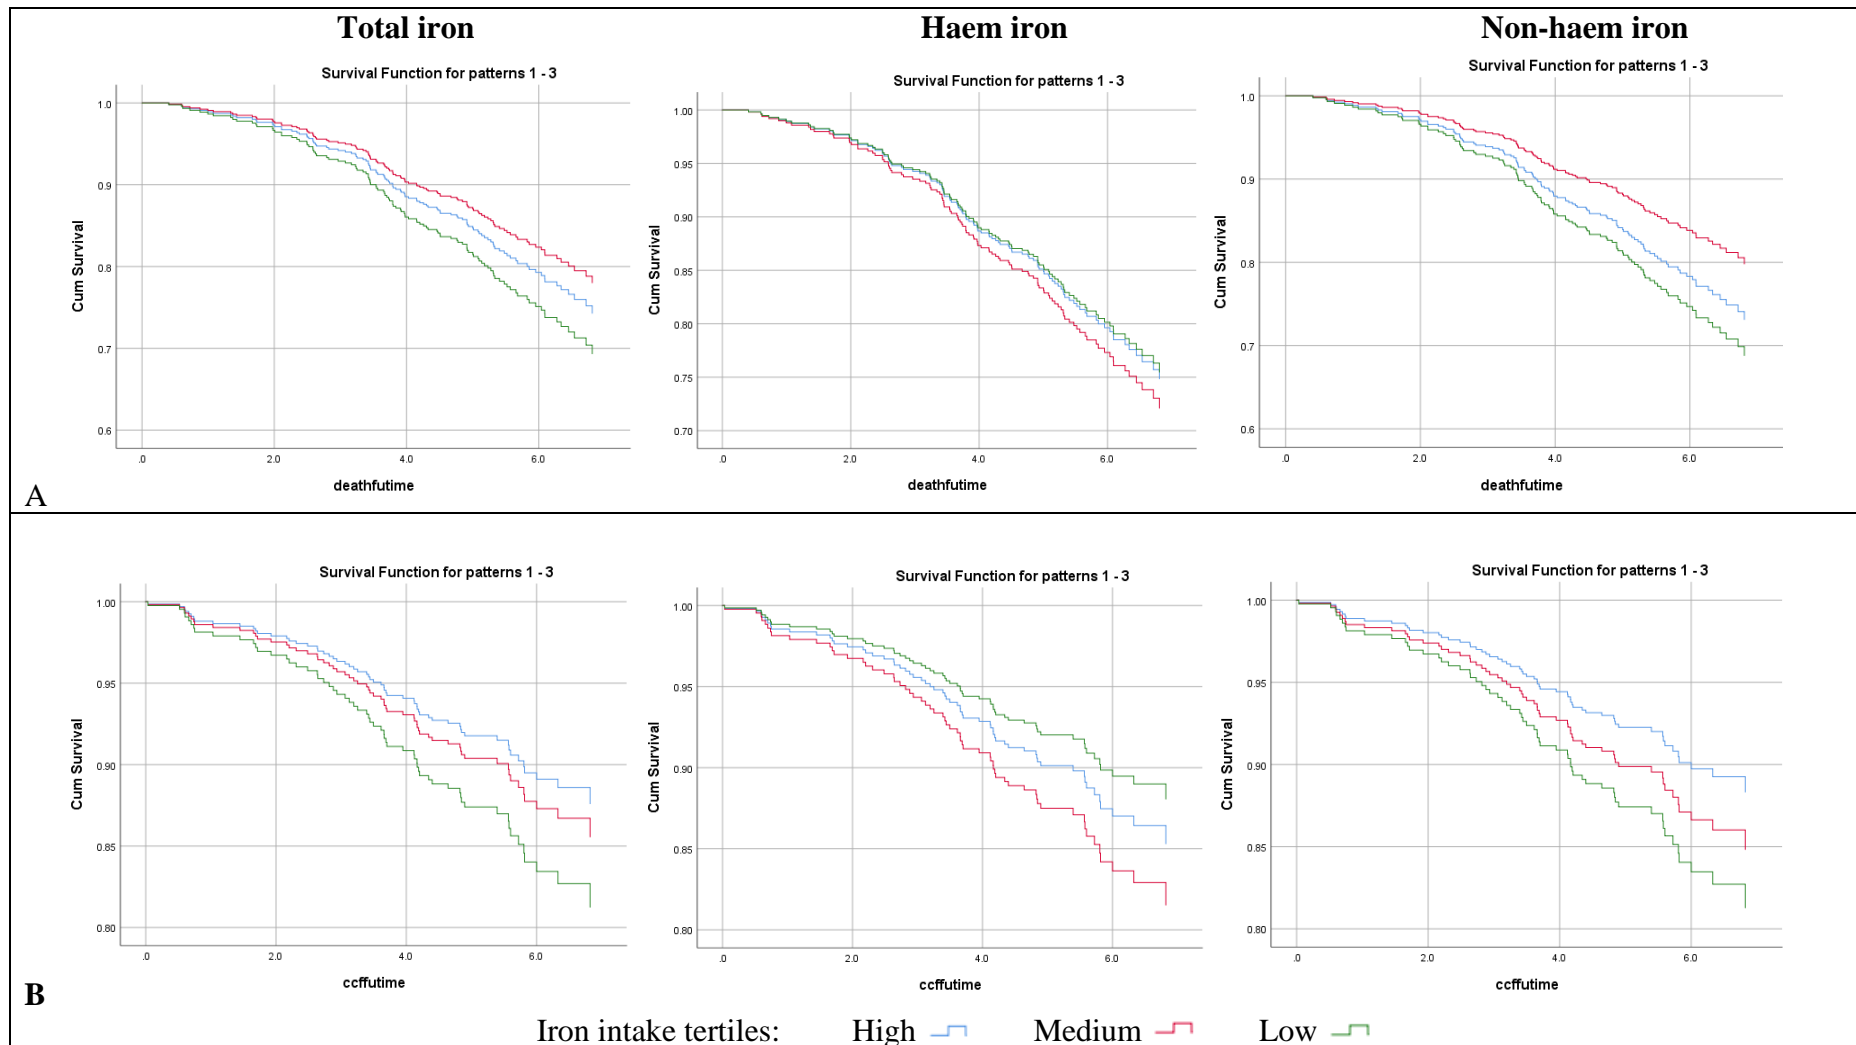 Total iron
Haem iron
Non-haem iron
Survival Function for patterns 1 - 3
1.0
0.9
0.8
0.7
0.6
Cum Survival
.0 2.0 4.0 6.0
deathfutime
Survival Function for patterns 1 - 3
1.00
0.95
0.90
0.85
0.80
0.75
0.70
Cum Survival
.0 2.0 4.0 6.0
deathfutime
Survival Function for patterns 1 - 3
1.0
0.9
0.8
0.7
0.6
Cum Survival
.0 2.0 4.0 6.0
deathfutime
A
Survival Function for patterns 1 - 3
1.00
0.95
0.90
0.85
0.80
Cum Survival
.0 2.0 4.0 6.0
ccffutime
Survival Function for patterns 1 - 3
1.00
0.95
0.90
0.85
0.80
Cum Survival
.0 2.0 4.0 6.0
ccffutime
Survival Function for patterns 1 - 3
1.00
0.95
0.90
0.85
0.80
Cum Survival
.0 2.0 4.0 6.0
ccffutime
B
Iron intake tertiles: High Medium Low